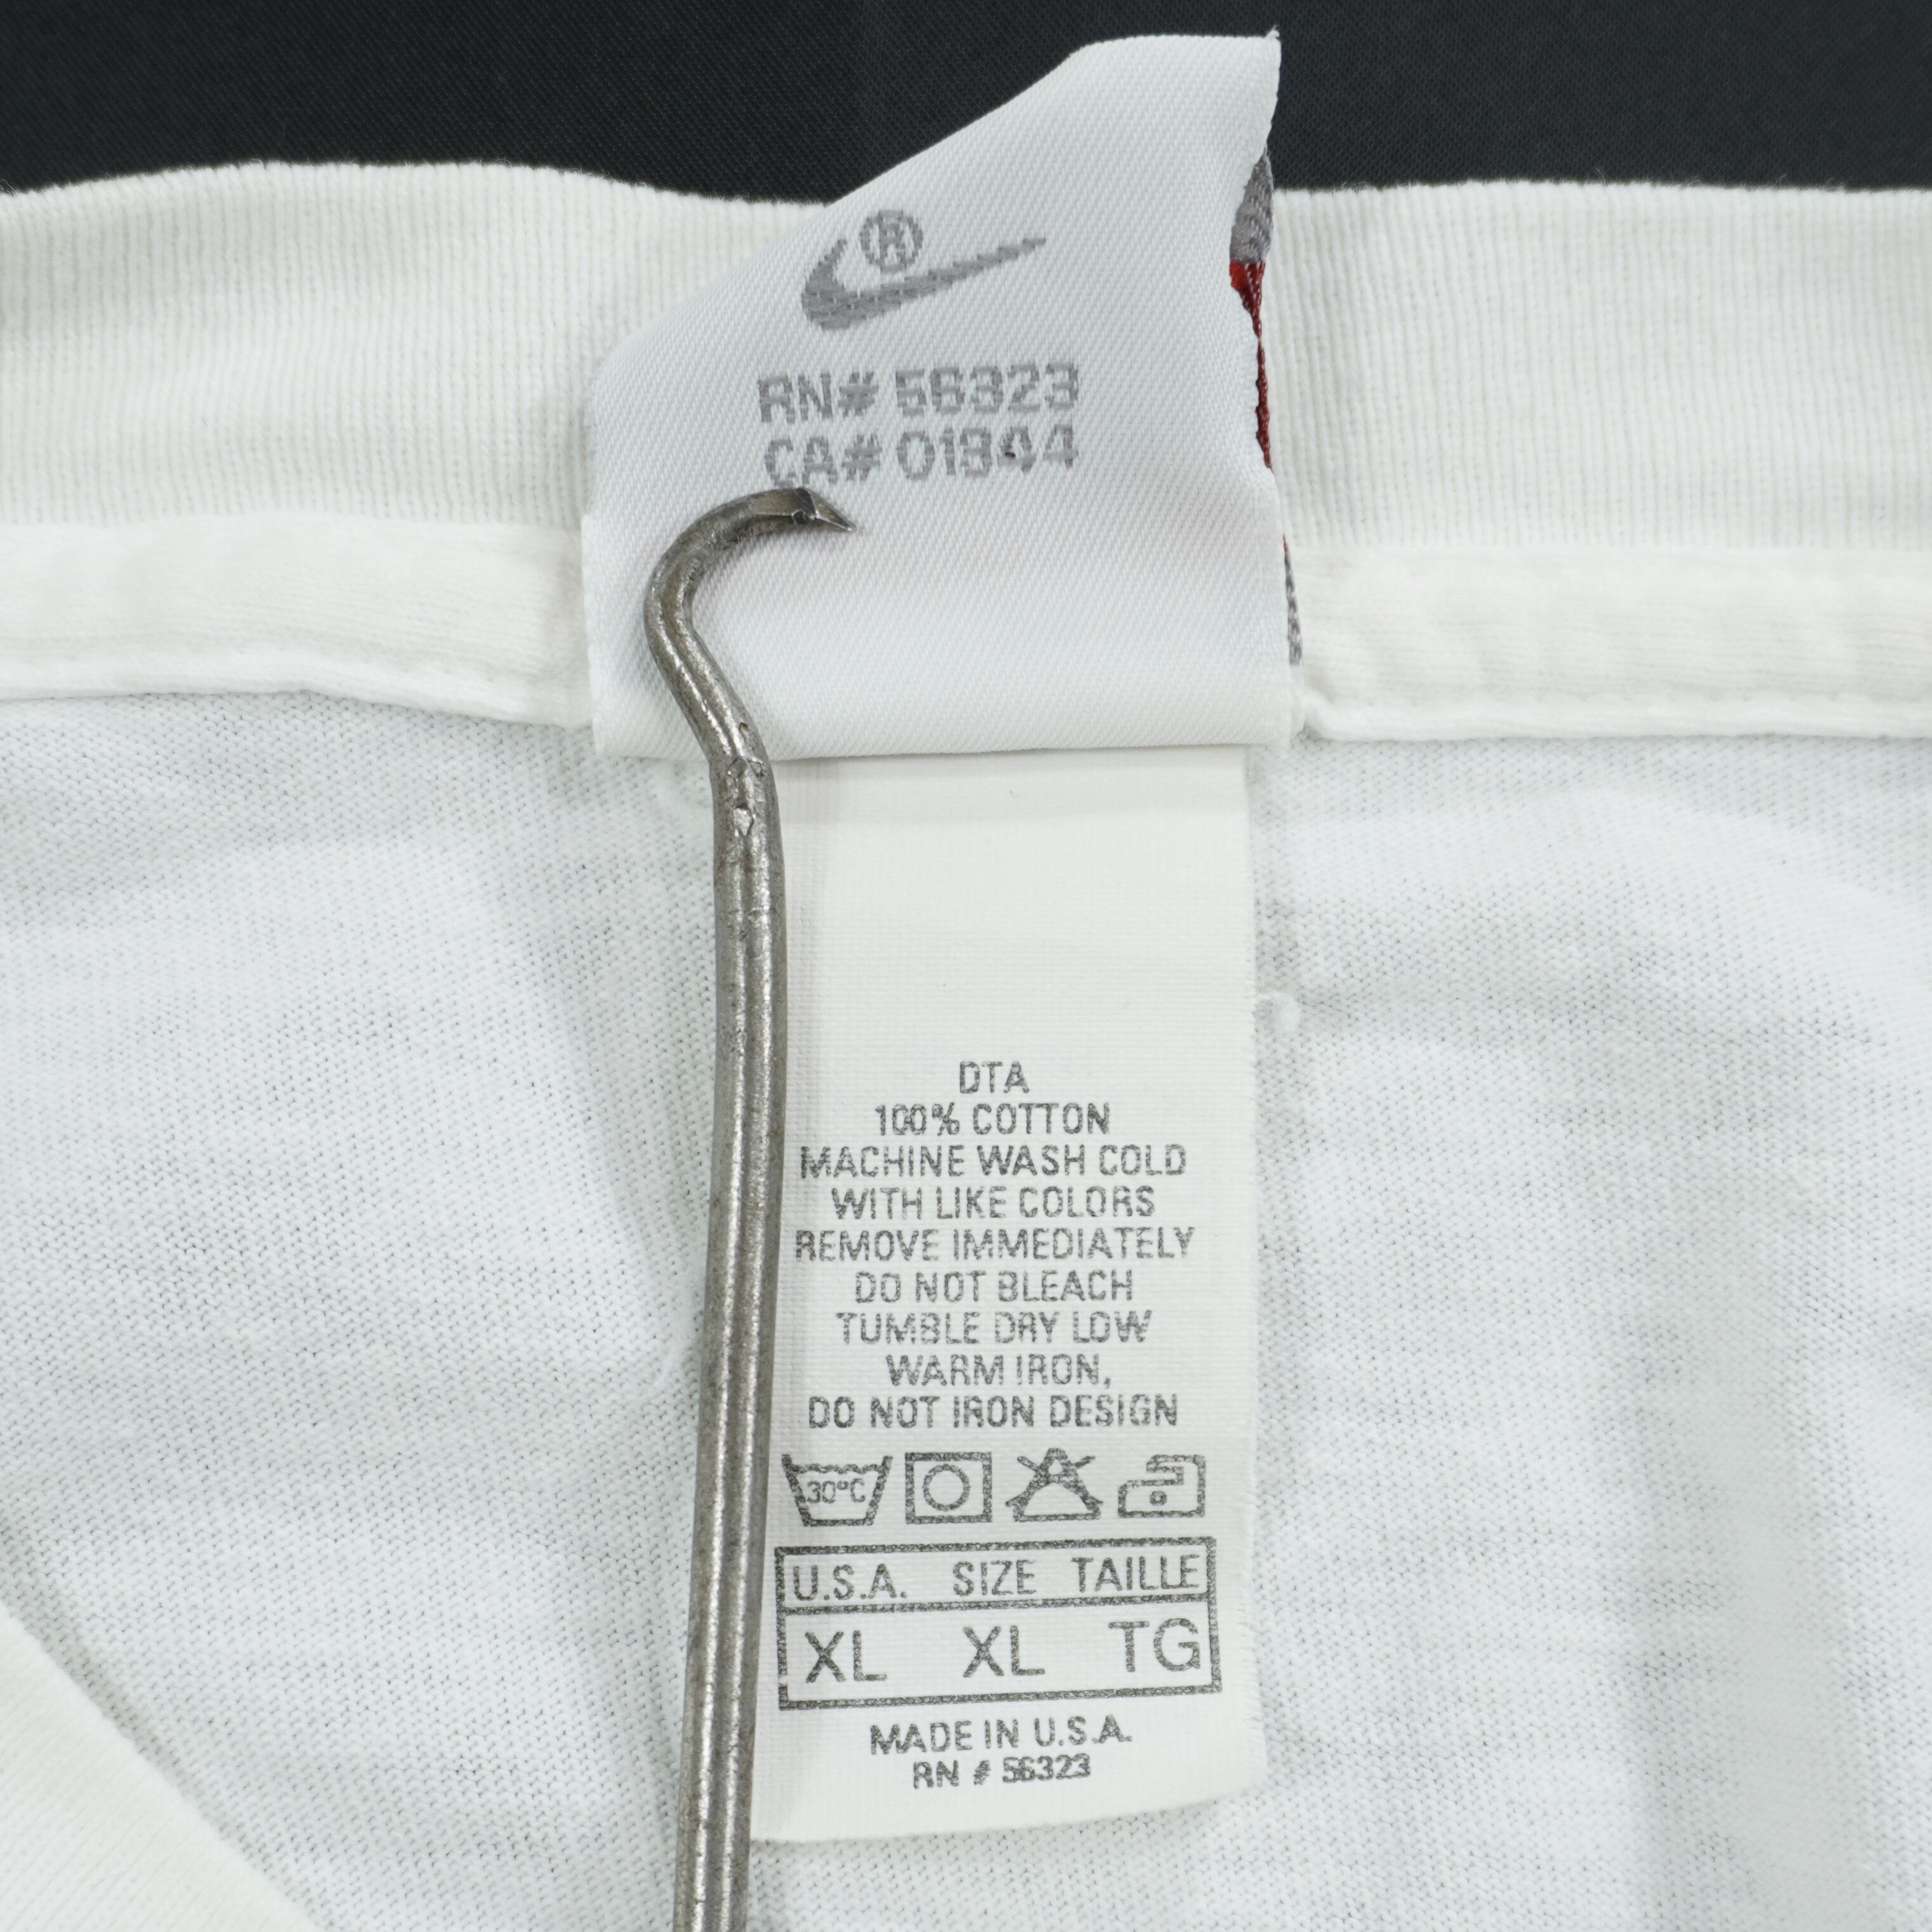 ®
RN# 56323
CA# 01344
DTA
100% COTTON
MACHINE WASH COLD
WITH LIKE COLORS
REMOVE IMMEDIATELY
DO NOT BLEACH
TUMBLE DRY LOW
WARM IRON,
DO NOT IRON DESIGN
30°C
U.S.A. SIZE TAILLE
XL XL TG
MADE IN U.S.A.
RN # 56323